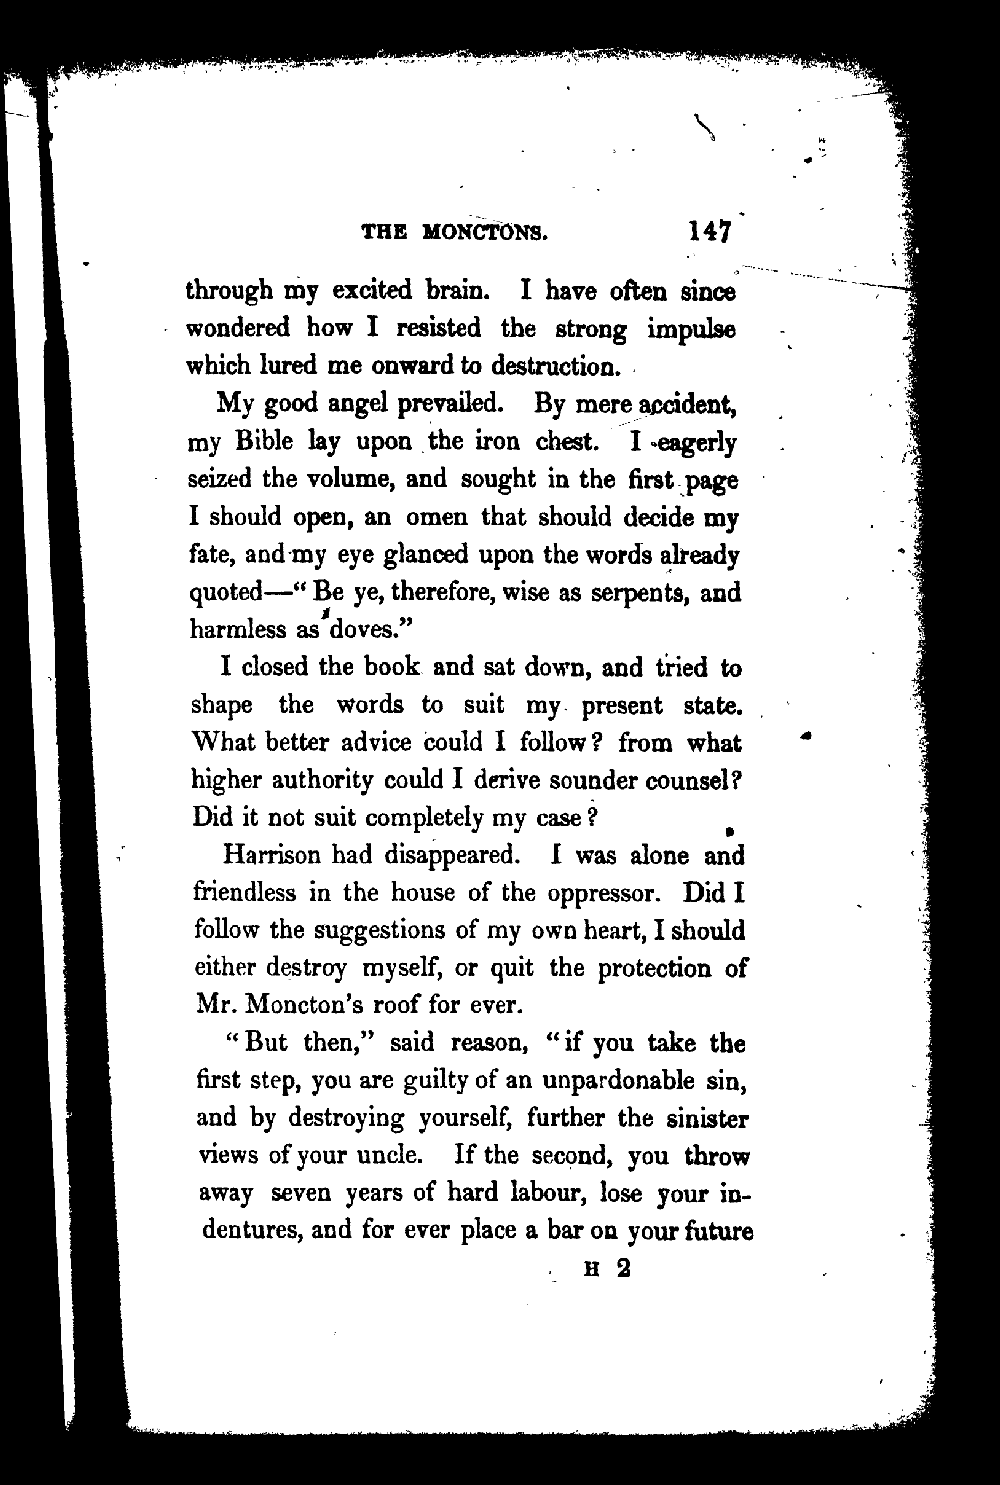 THE MONCTONS. 147
through my excited brain. I have often since
wondered how I resisted the strong impulse
which lured me onward to destruction.
My good angel prevailed. By mere accident,
my Bible lay upon the iron chest. I eagerly
seized the volume, and sought in the first page
I should open, an omen that should decide my
fate, and my eye glanced upon the words already
quoted—“Be ye, therefore, wise as serpents, and
harmless as doves.”
I closed the book and sat down, and tried to
shape the words to suit my present state.
What better advice could I follow? from what
higher authority could I derive sounder counsel?
Did it not suit completely my case?
Harrison had disappeared. I was alone and
friendless in the house of the oppressor. Did I
follow the suggestions of my own heart, I should
either destroy myself, or quit the protection of
Mr. Moncton’s roof for ever.
“But then,” said reason, “if you take the
first step, you are guilty of an unpardonable sin,
and by destroying yourself, further the sinister
views of your uncle. If the second, you throw
away seven years of hard labour, lose your in-
dentures, and for ever place a bar on your future
H 2